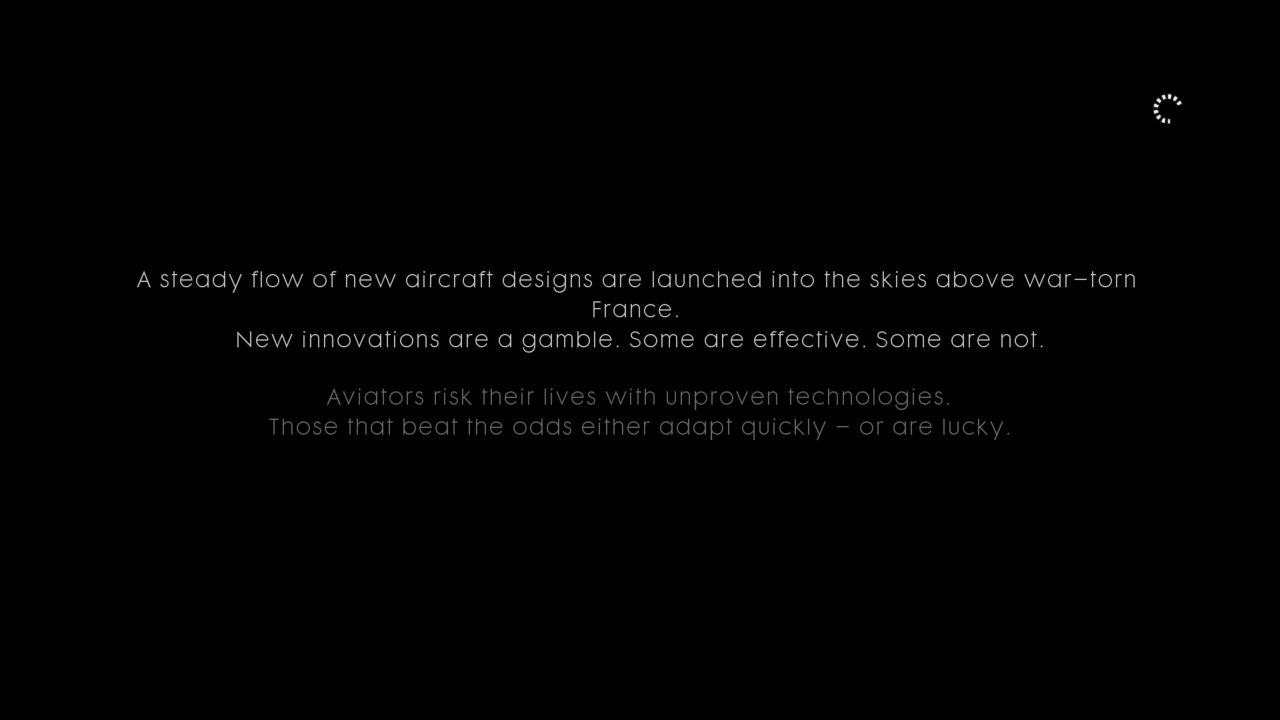 A steady flow of new aircraft designs are launched into the skies above war–torn
France.
New innovations are a gamble. Some are effective. Some are not.
Aviators risk their lives with unproven technologies.
Those that beat the odds either adapt quickly – or are lucky.